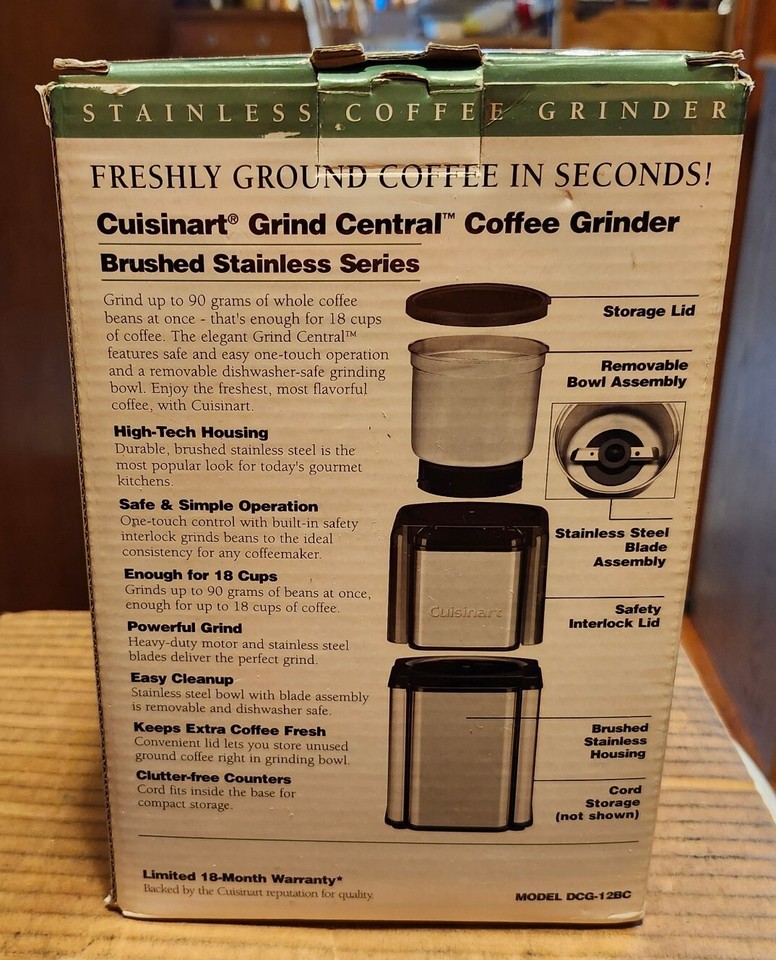 STAINLESS COFFEE GRINDER
FRESHLY GROUND COFFEE IN SECONDS!
Cuisinart® Grind Central™ Coffee Grinder
Brushed Stainless Series
Grind up to 90 grams of whole coffee
beans at once - that's enough for 18 cups
of coffee. The elegant Grind Central™
features safe and easy one-touch operation
and a removable dishwasher-safe grinding
bowl. Enjoy the freshest, most flavorful
coffee, with Cuisinart.
High-Tech Housing
Durable, brushed stainless steel is the
most popular look for today's gourmet
kitchens.
Safe & Simple Operation
One-touch control with built-in safety
interlock grinds beans to the ideal
consistency for any coffeemaker.
Enough for 18 Cups
Grinds up to 90 grams of beans at once,
enough for up to 18 cups of coffee.
Powerful Grind
Heavy-duty motor and stainless steel
blades deliver the perfect grind.
Easy Cleanup
Stainless steel bowl with blade assembly
is removable and dishwasher safe.
Keeps Extra Coffee Fresh
Convenient lid lets you store unused
ground coffee right in grinding bowl.
Clutter-free Counters
Cord fits inside the base for
compact storage.
Storage Lid
Removable
Bowl Assembly
Stainless Steel
Blade
Assembly
Cuisinart
Safety
Interlock Lid
Brushed
Stainless
Housing
Cord
Storage
(not shown)
Limited 18-Month Warranty*
Backed by the Cuisinart reputation for quality.
MODEL DCG-12BC